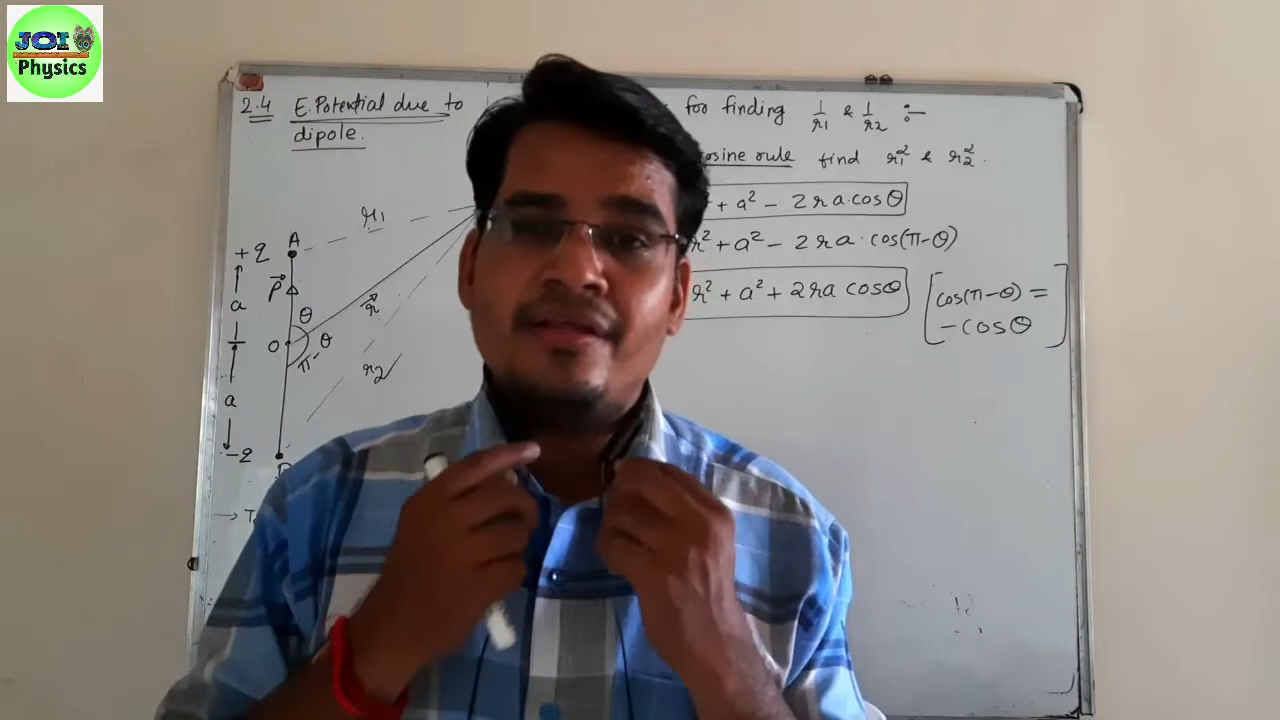 JOI
Physics
2.4 E.Potential due to
dipole.
for finding 1/r1 & 1/r2 :-
cosine rule find r1² & r2².
+ a² - 2ra.cosθ
r² + a² - 2ra.cos(π-θ)
r² + a² + 2ra cosθ
[cos(π-θ) =
-cosθ]
r1
+q A
a
P
θ
r
O
π-θ
r2
a
-q